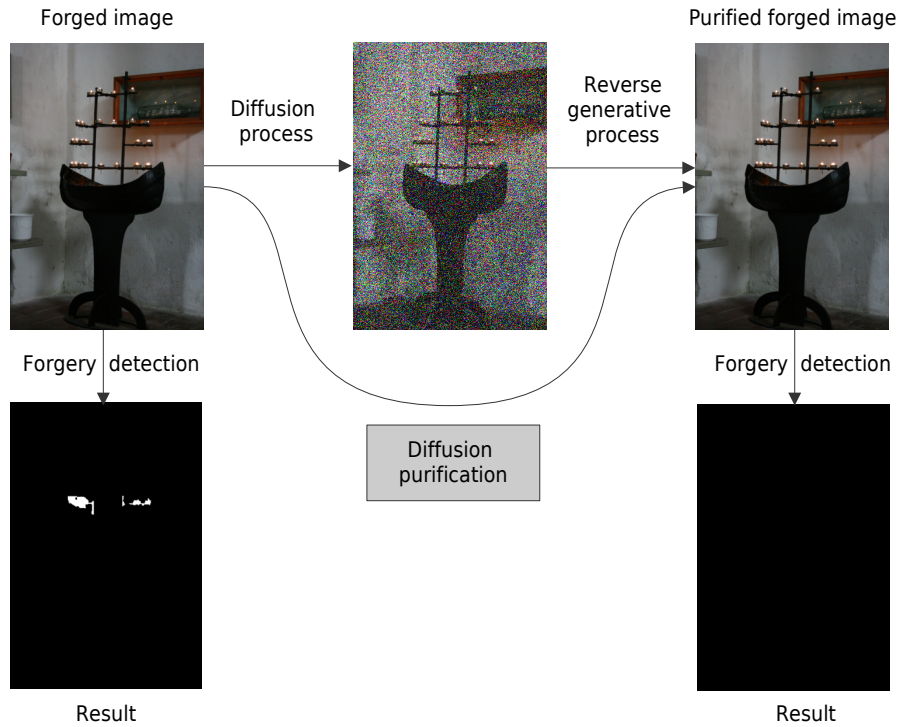 Forged image
Purified forged image
Diffusion
process
Reverse
generative
process
Forgery detection
Forgery detection
Diffusion
purification
Result
Result